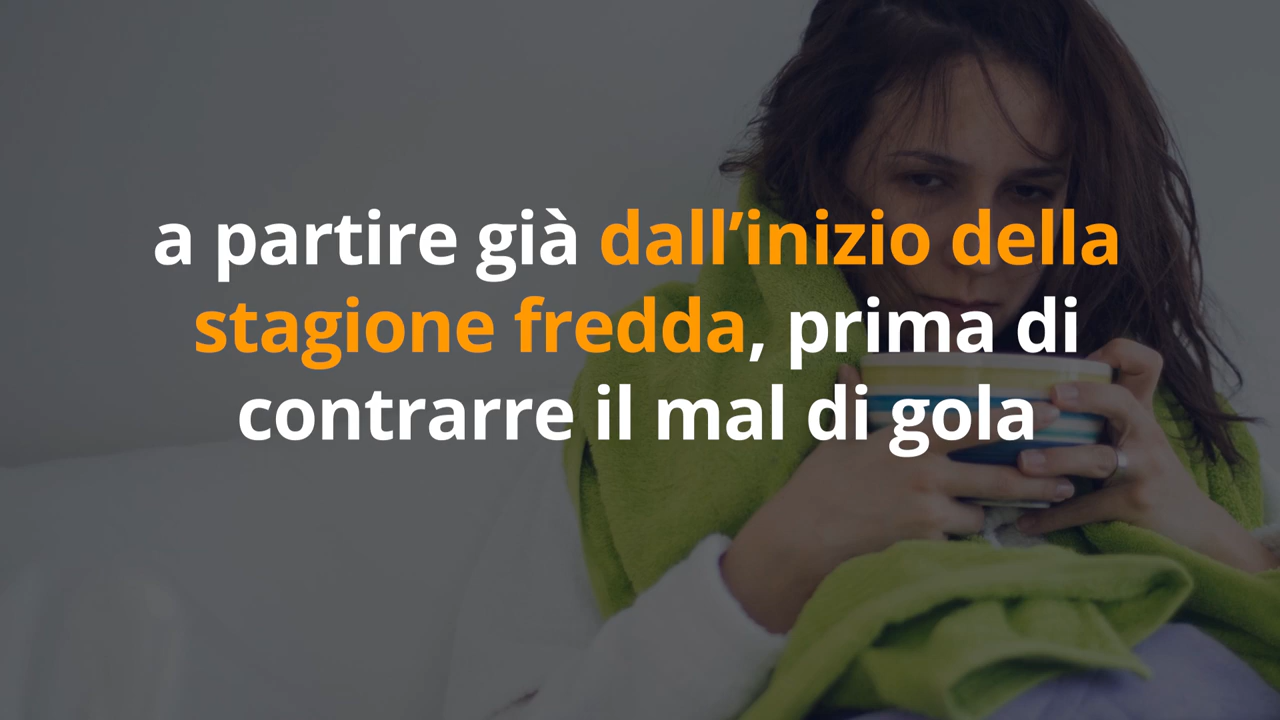 a partire già dall’inizio della
stagione fredda, prima di
contrarre il mal di gola